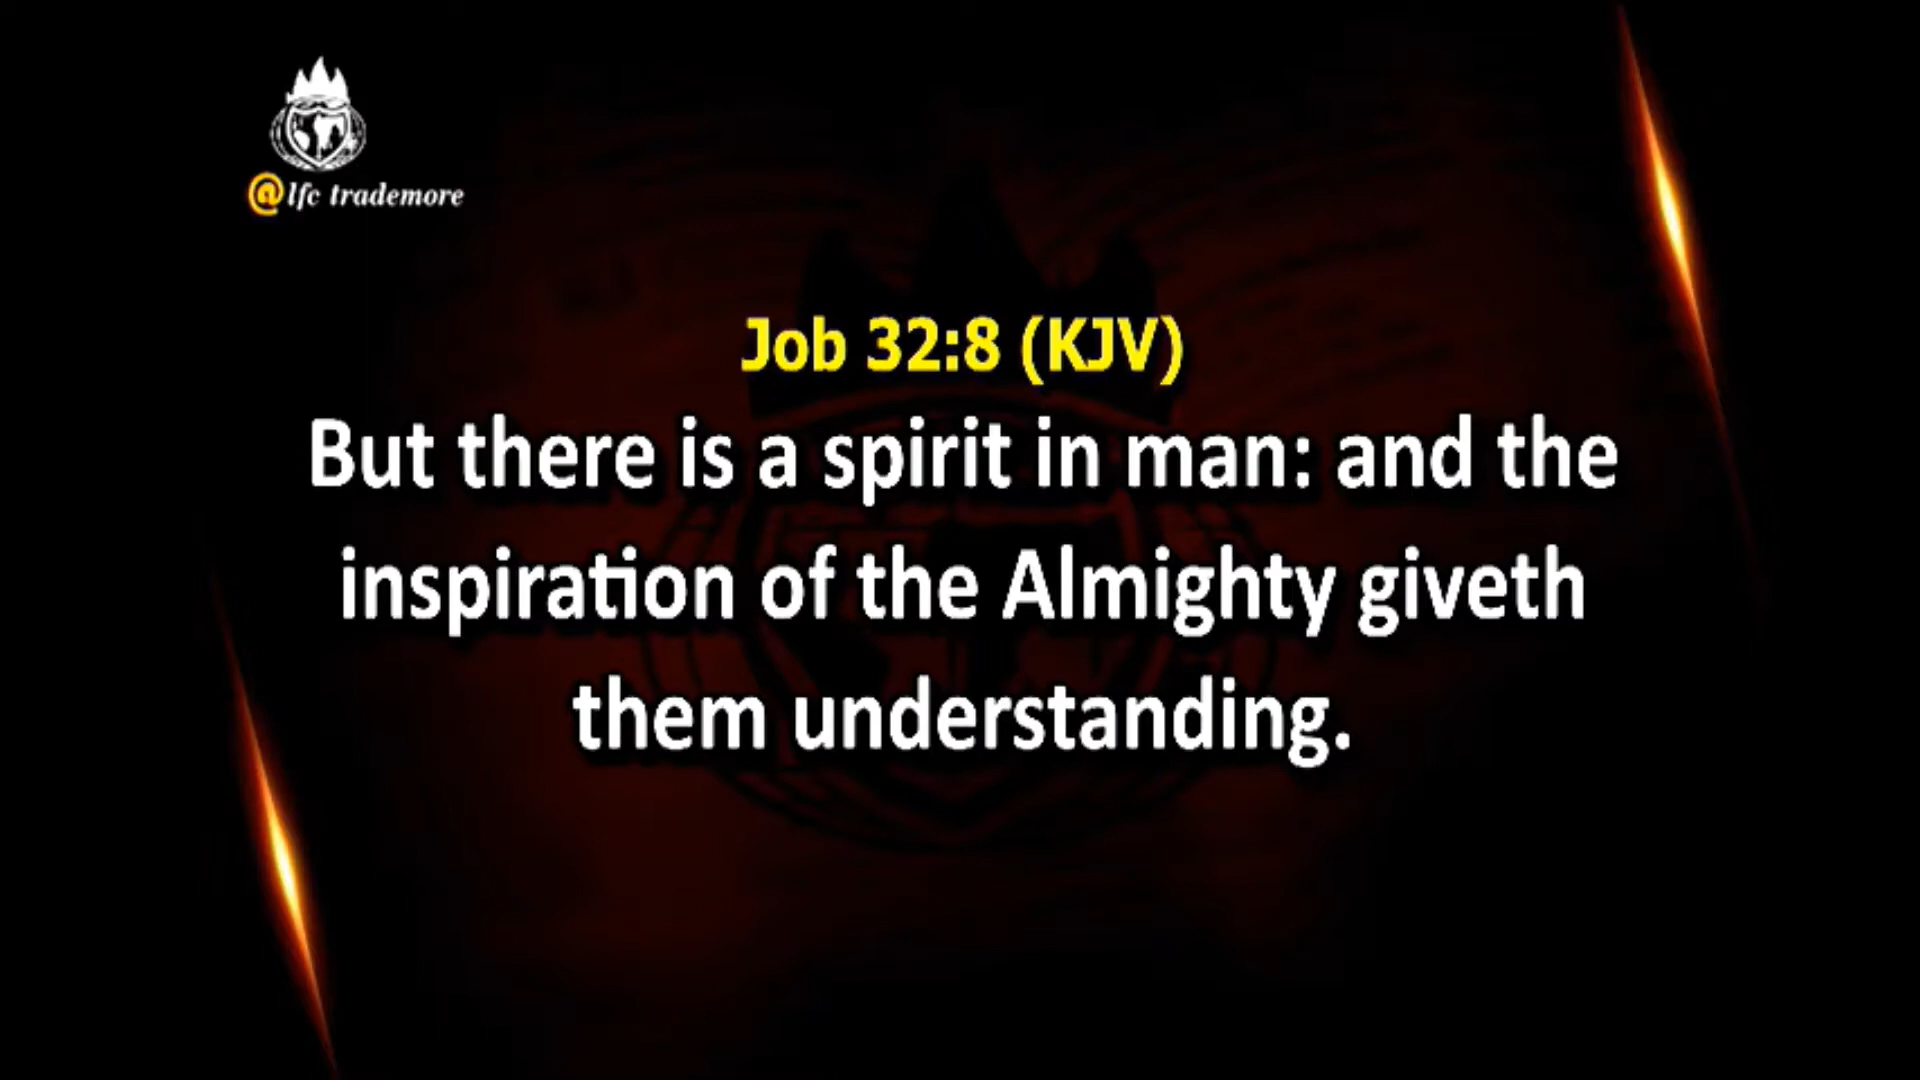 @lfc trademore
Job 32:8 (KJV)
But there is a spirit in man: and the
inspiration of the Almighty giveth
them understanding.